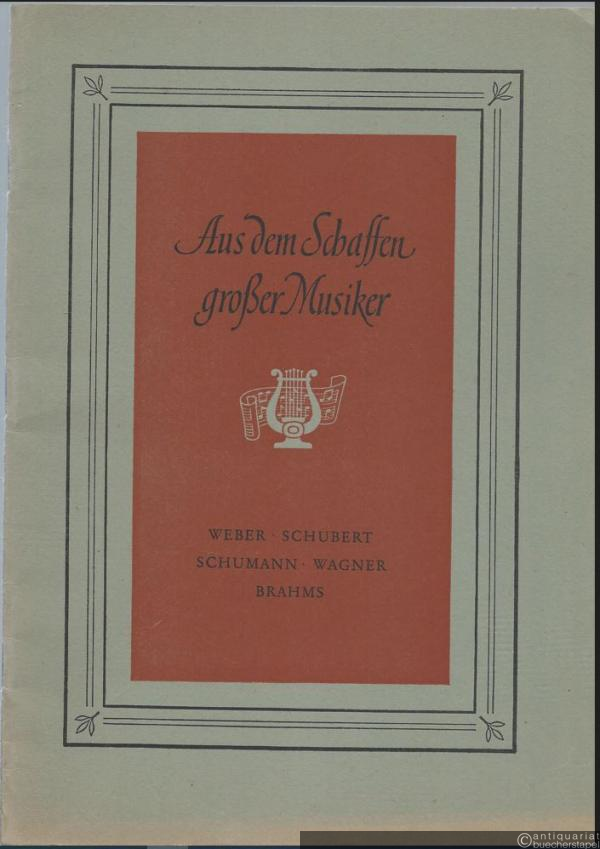 Aus dem Schaffen
großer Musiker
WEBER · SCHUBERT
SCHUMANN · WAGNER
BRAHMS
©antiquariat
buecherstapel